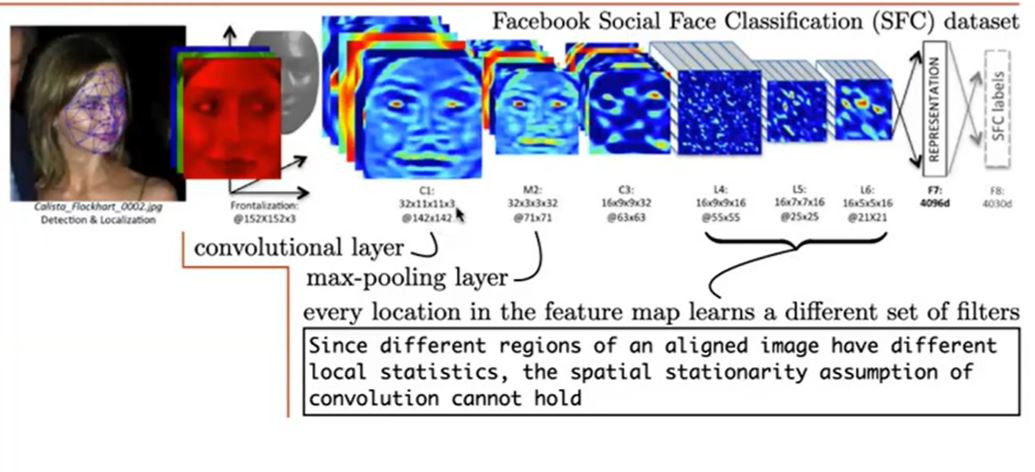 Facebook Social Face Classification (SFC) dataset
REPRESENTATION
SFC labels
Calista_Flockhart_0002.jpg
Detection & Localization
Frontalization:
@152X152x3
C1:
32x11x11x3
@142x142
M2:
32x3x3x32
@71x71
C3:
16x9x9x32
@63x63
L4:
16x9x9x16
@55x55
L5:
16x7x7x16
@25x25
L6:
16x5x5x16
@21X21
F7:
4096d
F8:
4030d
convolutional layer
max-pooling layer
every location in the feature map learns a different set of filters
Since different regions of an aligned image have different
local statistics, the spatial stationarity assumption of
convolution cannot hold